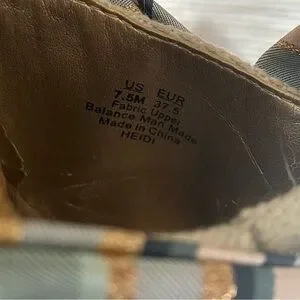 US EUR
7.5M 37.5
Fabric Upper
Balance Man Made
Made in China
HEIDI